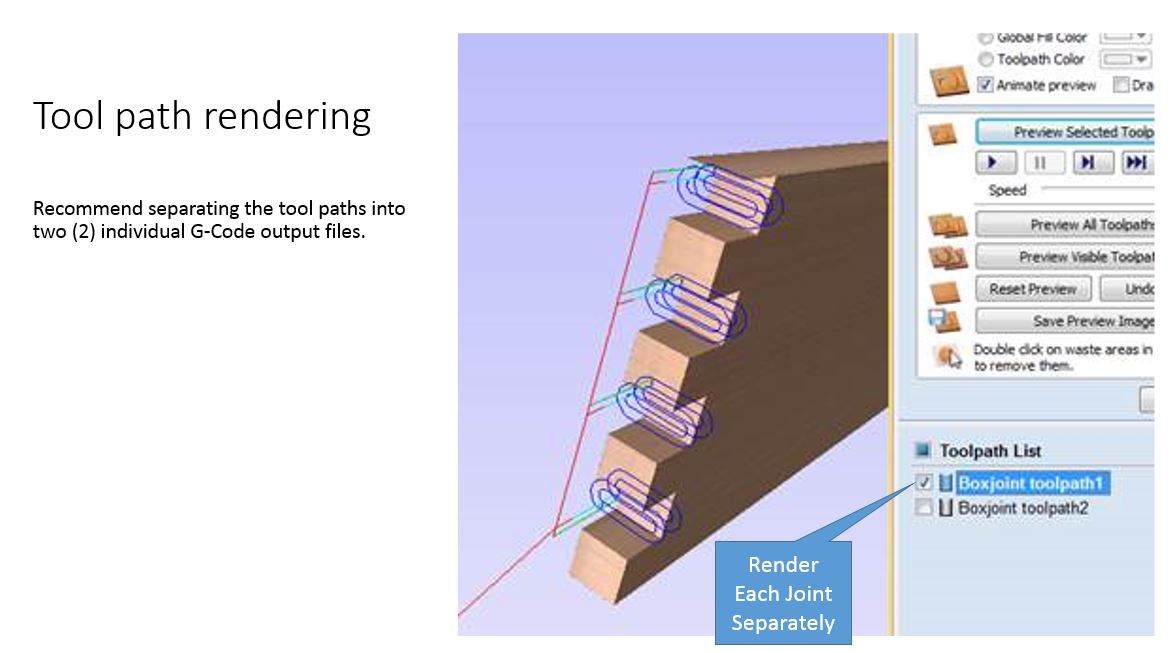 Tool path rendering
Recommend separating the tool paths into
two (2) individual G-Code output files.
Global Fill Color
Toolpath Color
Animate preview
Dra
Preview Selected Toolp
Speed
Preview All Toolpaths
Preview Visible Toolpat
Reset Preview
Undo
Save Preview Image
Double click on waste areas in
to remove them.
Toolpath List
Boxjoint toolpath1
Boxjoint toolpath2
Render
Each Joint
Separately